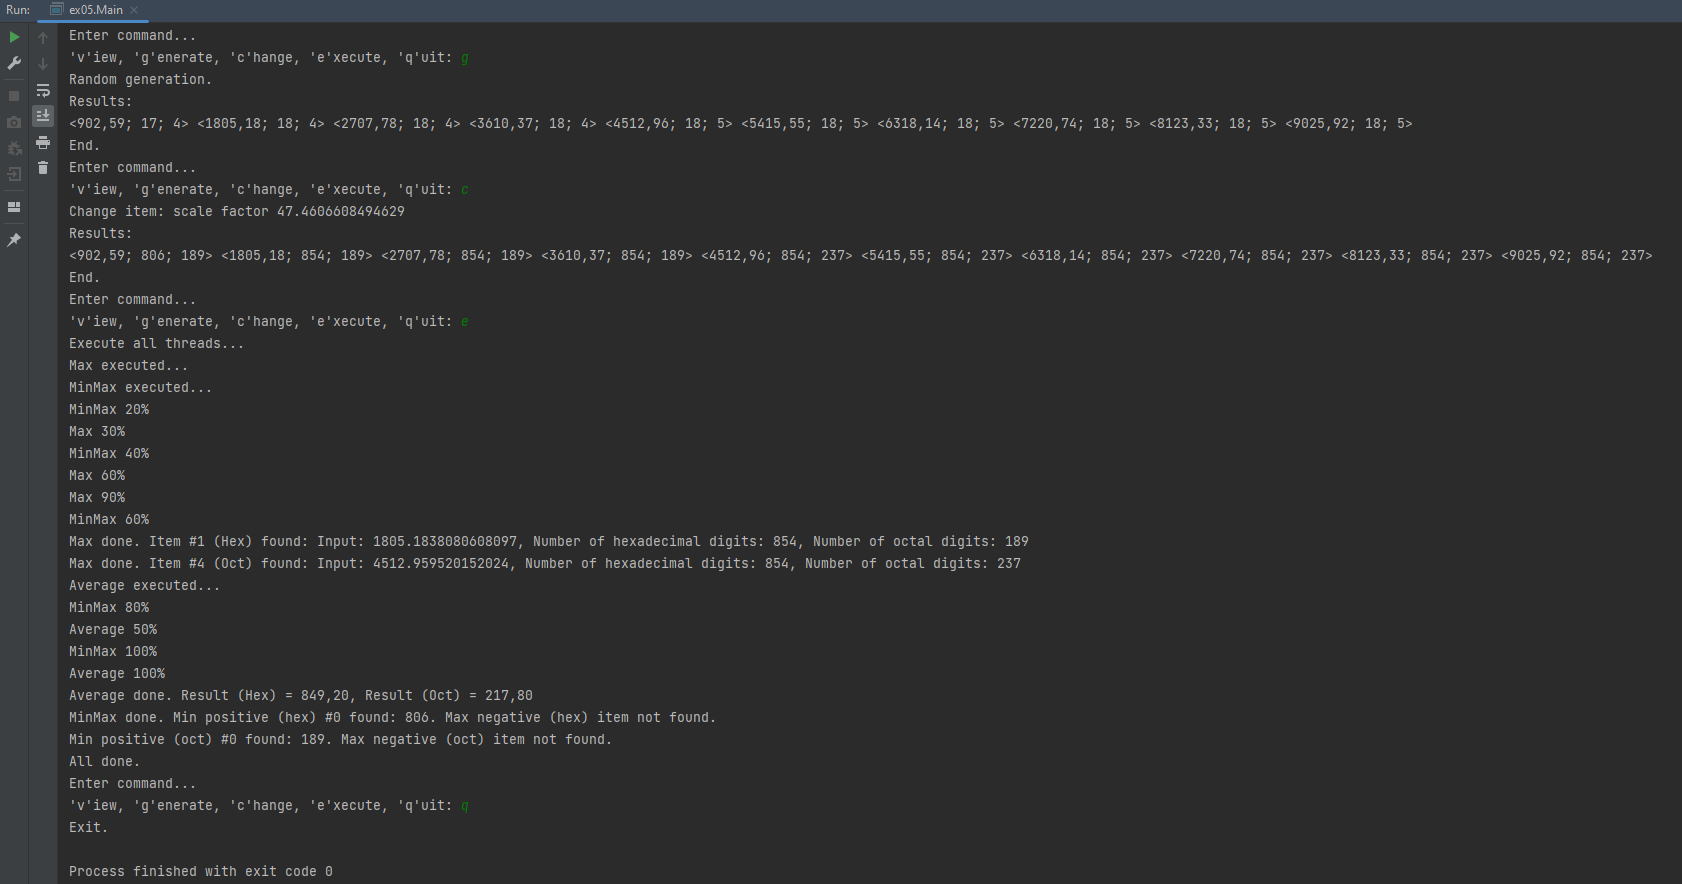 Run: ex05.Main
Enter command...
'v'iew, 'g'enerate, 'c'hange, 'e'xecute, 'q'uit: g
Random generation.
Results:
<902,59; 17; 4> <1805,18; 18; 4> <2707,78; 18; 4> <3610,37; 18; 4> <4512,96; 18; 5> <5415,55; 18; 5> <6318,14; 18; 5> <7220,74; 18; 5> <8123,33; 18; 5> <9025,92; 18; 5>
End.
Enter command...
'v'iew, 'g'enerate, 'c'hange, 'e'xecute, 'q'uit: c
Change item: scale factor 47.4606608494629
Results:
<902,59; 806; 189> <1805,18; 854; 189> <2707,78; 854; 189> <3610,37; 854; 189> <4512,96; 854; 237> <5415,55; 854; 237> <6318,14; 854; 237> <7220,74; 854; 237> <8123,33; 854; 237> <9025,92; 854; 237>
End.
Enter command...
'v'iew, 'g'enerate, 'c'hange, 'e'xecute, 'q'uit: e
Execute all threads...
Max executed...
MinMax executed...
MinMax 20%
Max 30%
MinMax 40%
Max 60%
Max 90%
MinMax 60%
Max done. Item #1 (Hex) found: Input: 1805.1838080608097, Number of hexadecimal digits: 854, Number of octal digits: 189
Max done. Item #4 (Oct) found: Input: 4512.959520152024, Number of hexadecimal digits: 854, Number of octal digits: 237
Average executed...
MinMax 80%
Average 50%
MinMax 100%
Average 100%
Average done. Result (Hex) = 849,20, Result (Oct) = 217,80
MinMax done. Min positive (hex) #0 found: 806. Max negative (hex) item not found.
Min positive (oct) #0 found: 189. Max negative (oct) item not found.
All done.
Enter command...
'v'iew, 'g'enerate, 'c'hange, 'e'xecute, 'q'uit: q
Exit.
Process finished with exit code 0